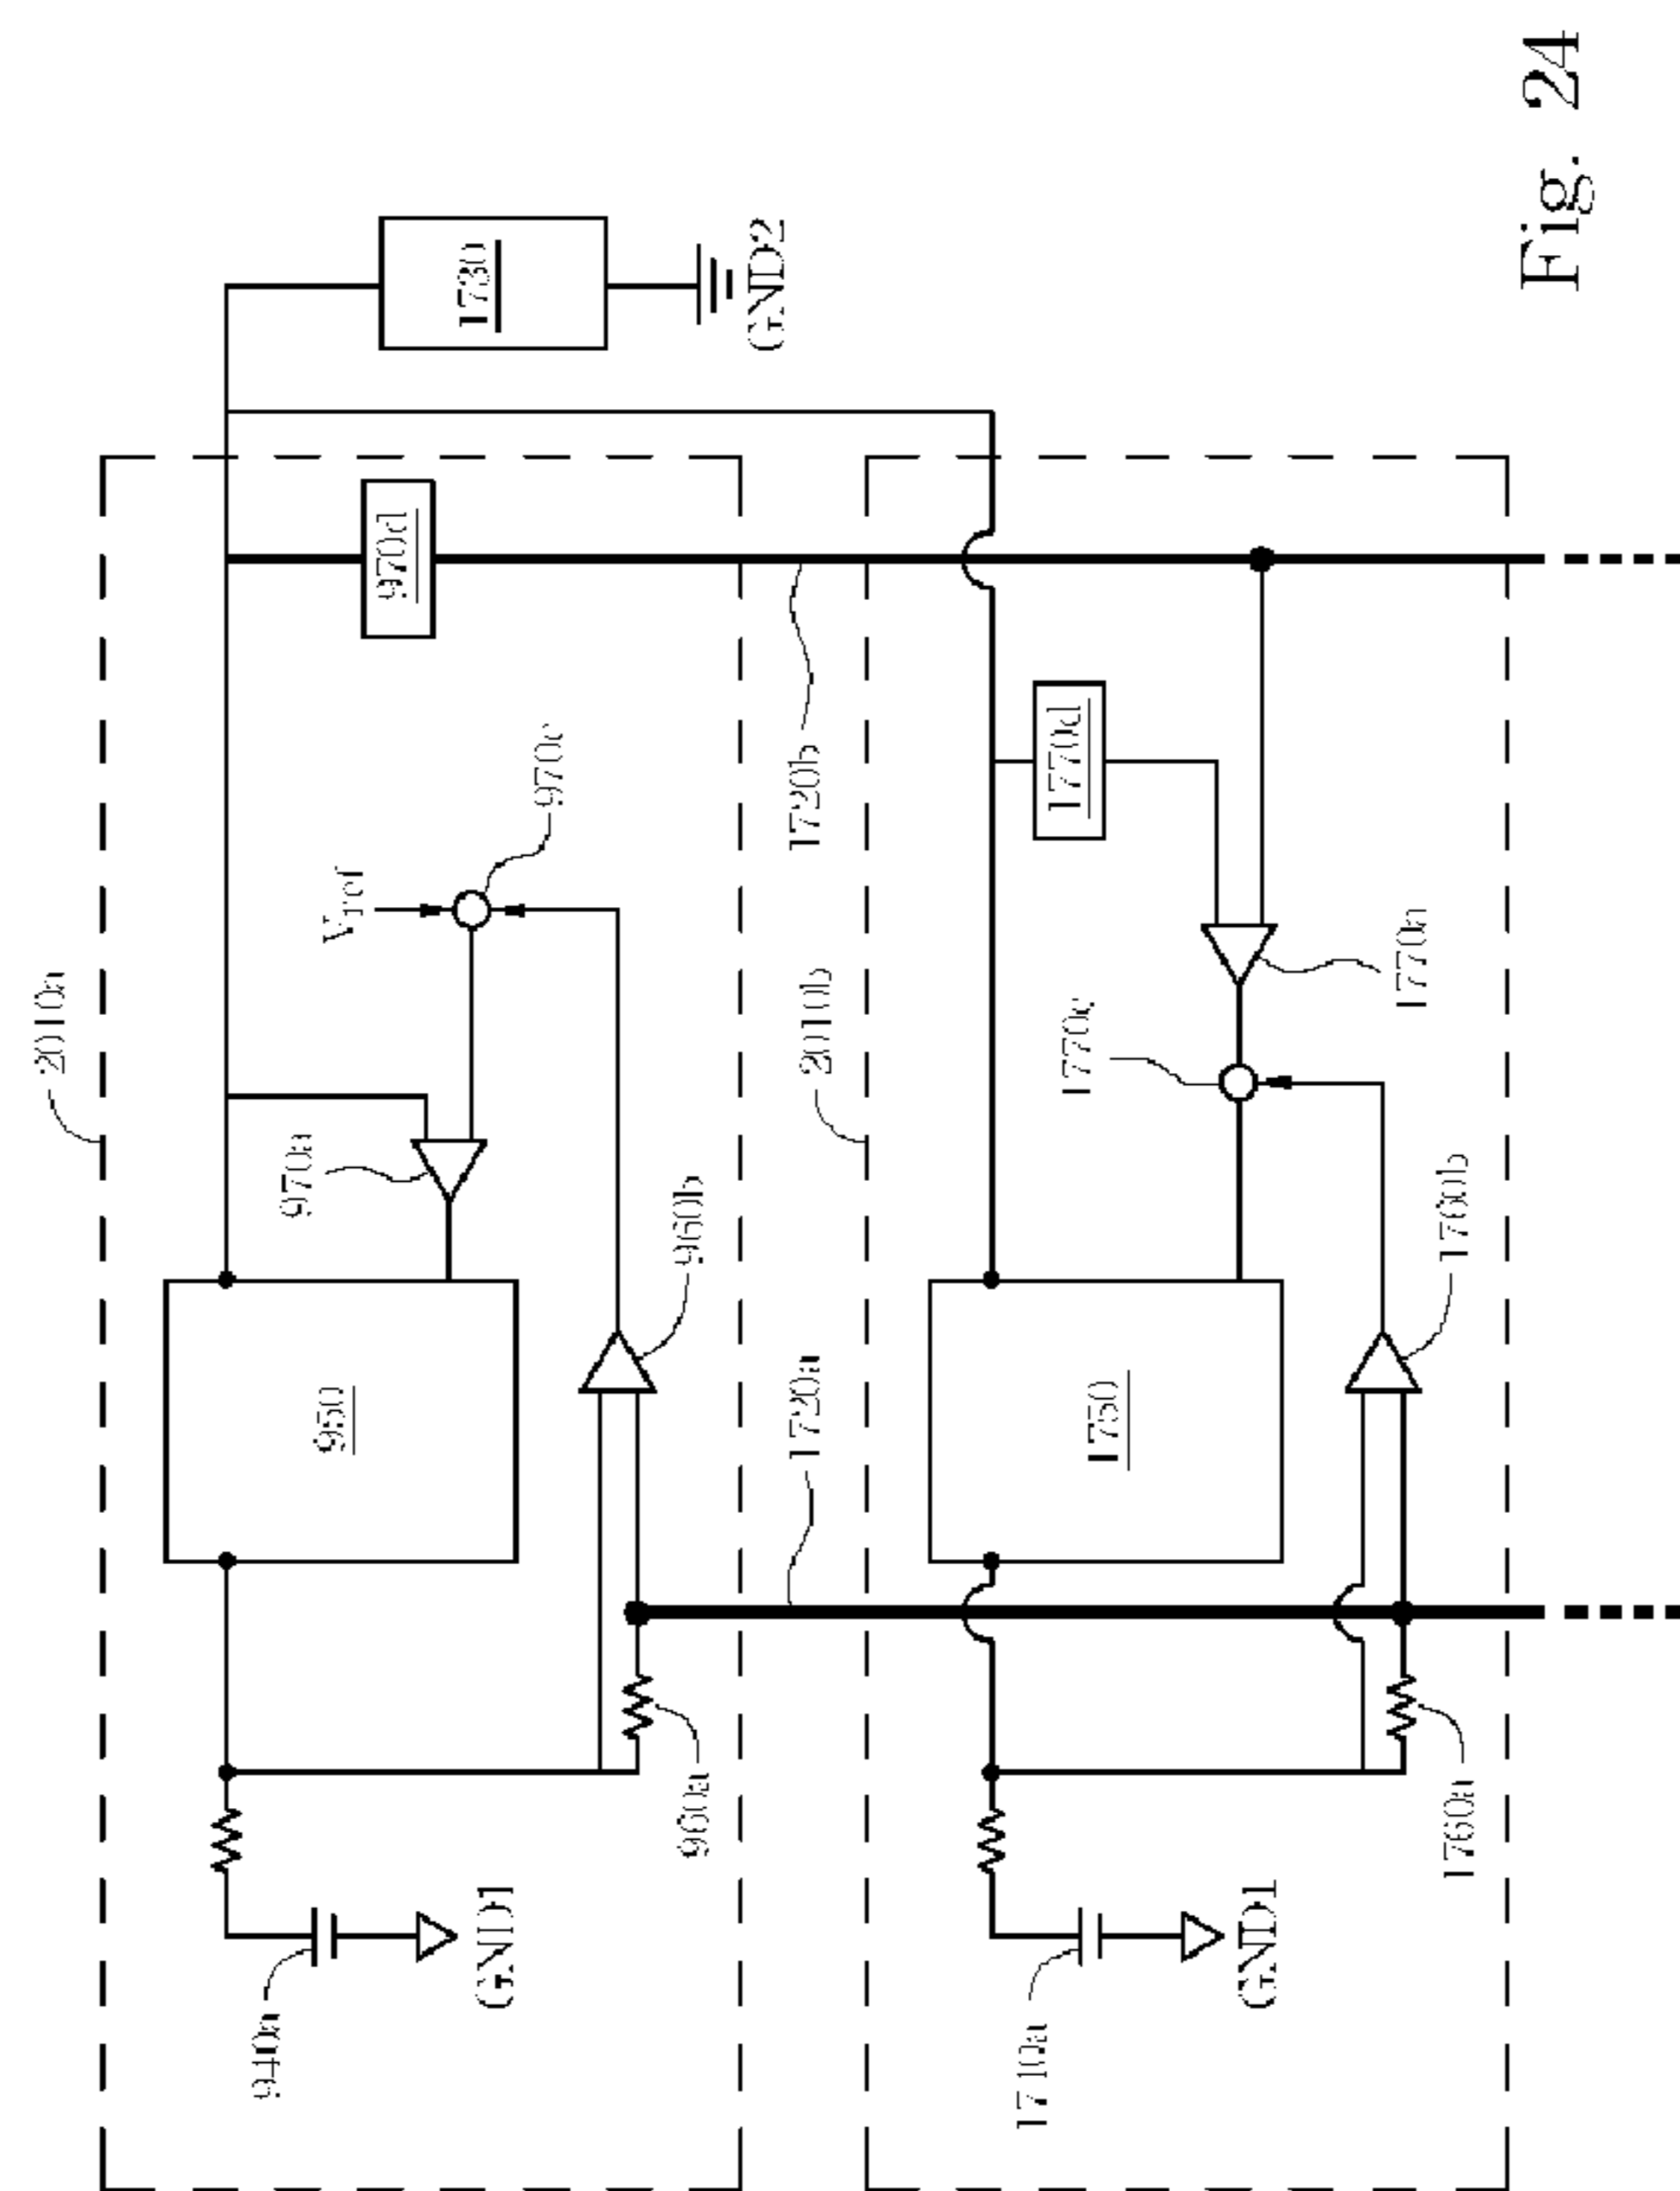 2010a
940a
GND1
950
960a
960b
970a
970c
Vref
970d
1730
GND2
1720a
1720b
2010b
1710a
GND1
1750
1760a
1760b
1770c
1770a
1770d
Fig. 24